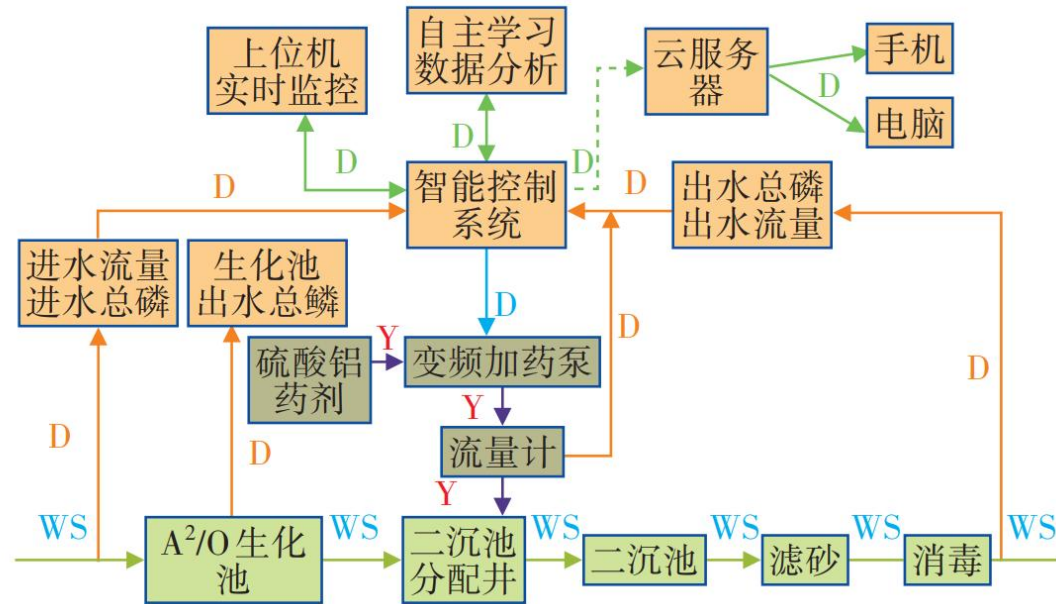 上位机
实时监控
自主学习
数据分析
云服务
器
手机
D
电脑
D
D
D
D
智能控制
系统
D
出水总磷
出水流量
进水流量
进水总磷
生化池
出水总鳞
D
D
硫酸铝
药剂
Y
变频加药泵
Y
D
D
D
流量计
Y
WS
A²/O生化
池
WS
二沉池
分配井
WS
二沉池
WS
滤砂
WS
消毒
WS